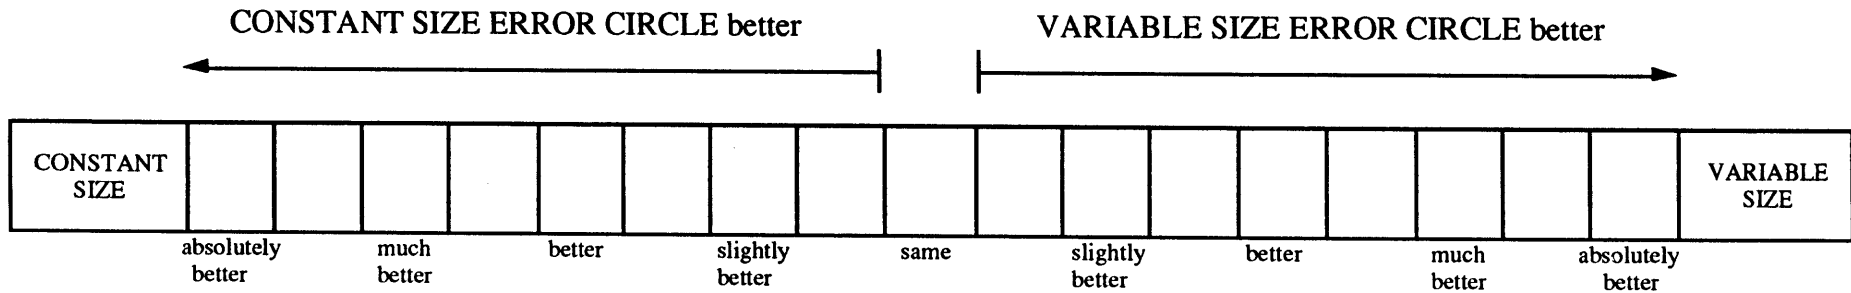 CONSTANT SIZE ERROR CIRCLE better
VARIABLE SIZE ERROR CIRCLE better
CONSTANT
SIZE
VARIABLE
SIZE
absolutely
better
much
better
better
slightly
better
same
slightly
better
better
much
better
absolutely
better